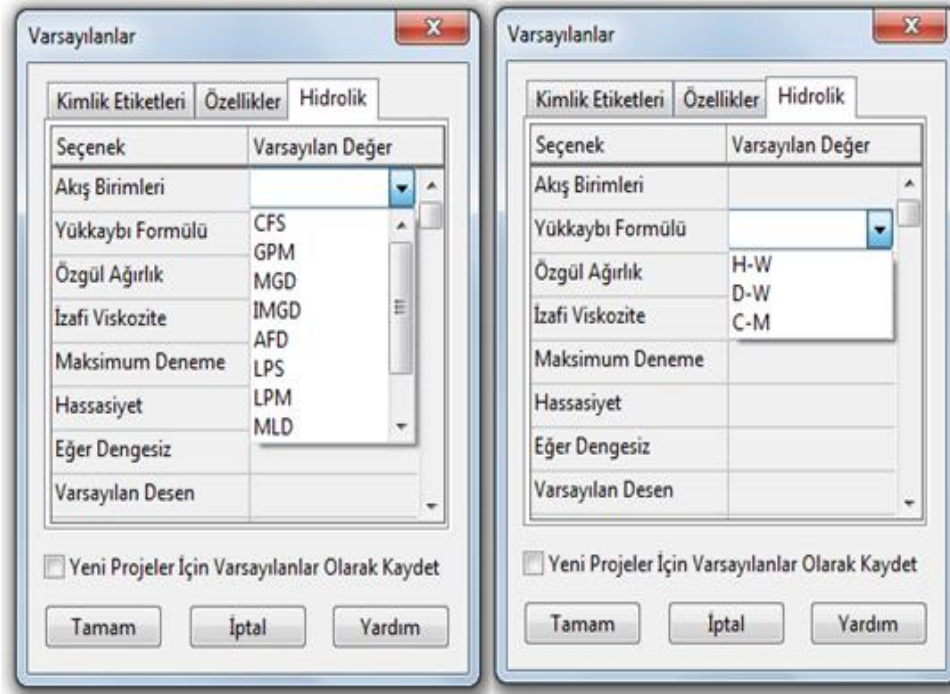 Varsayılanlar
Kimlik Etiketleri Özellikler Hidrolik
Seçenek Varsayılan Değer
Akış Birimleri
Yükkaybı Formülü CFS
GPM
Özgül Ağırlık MGD
İzafi Viskozite IMGD
AFD
Maksimum Deneme LPS
Hassasiyet LPM
MLD
Eğer Dengesiz
Varsayılan Desen
Yeni Projeler İçin Varsayılanlar Olarak Kaydet
Tamam İptal Yardım
Varsayılanlar
Kimlik Etiketleri Özellikler Hidrolik
Seçenek Varsayılan Değer
Akış Birimleri
Yükkaybı Formülü
Özgül Ağırlık H-W
D-W
İzafi Viskozite C-M
Maksimum Deneme
Hassasiyet
Eğer Dengesiz
Varsayılan Desen
Yeni Projeler İçin Varsayılanlar Olarak Kaydet
Tamam İptal Yardım